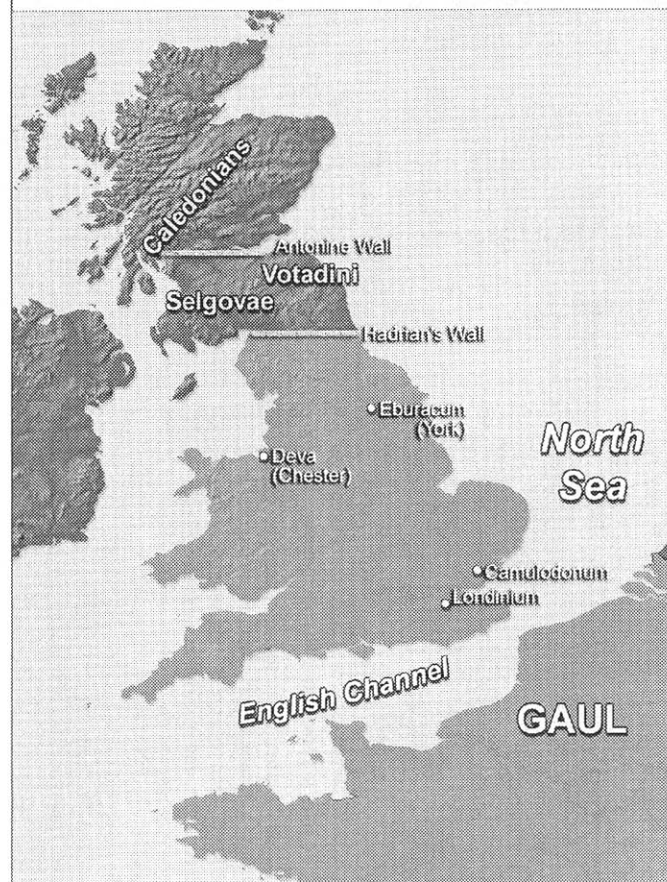 Caledonians
Antonine Wall
Votadini
Selgovae
Hadrian's Wall
Eburacum
(York)
North
Sea
Deva
(Chester)
Camulodonum
Londinium
English Channel
GAUL